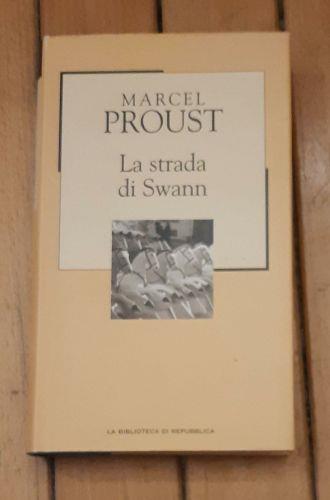 MARCEL
PROUST
La strada
di Swann
LA BIBLIOTECA DI REPUBBLICA